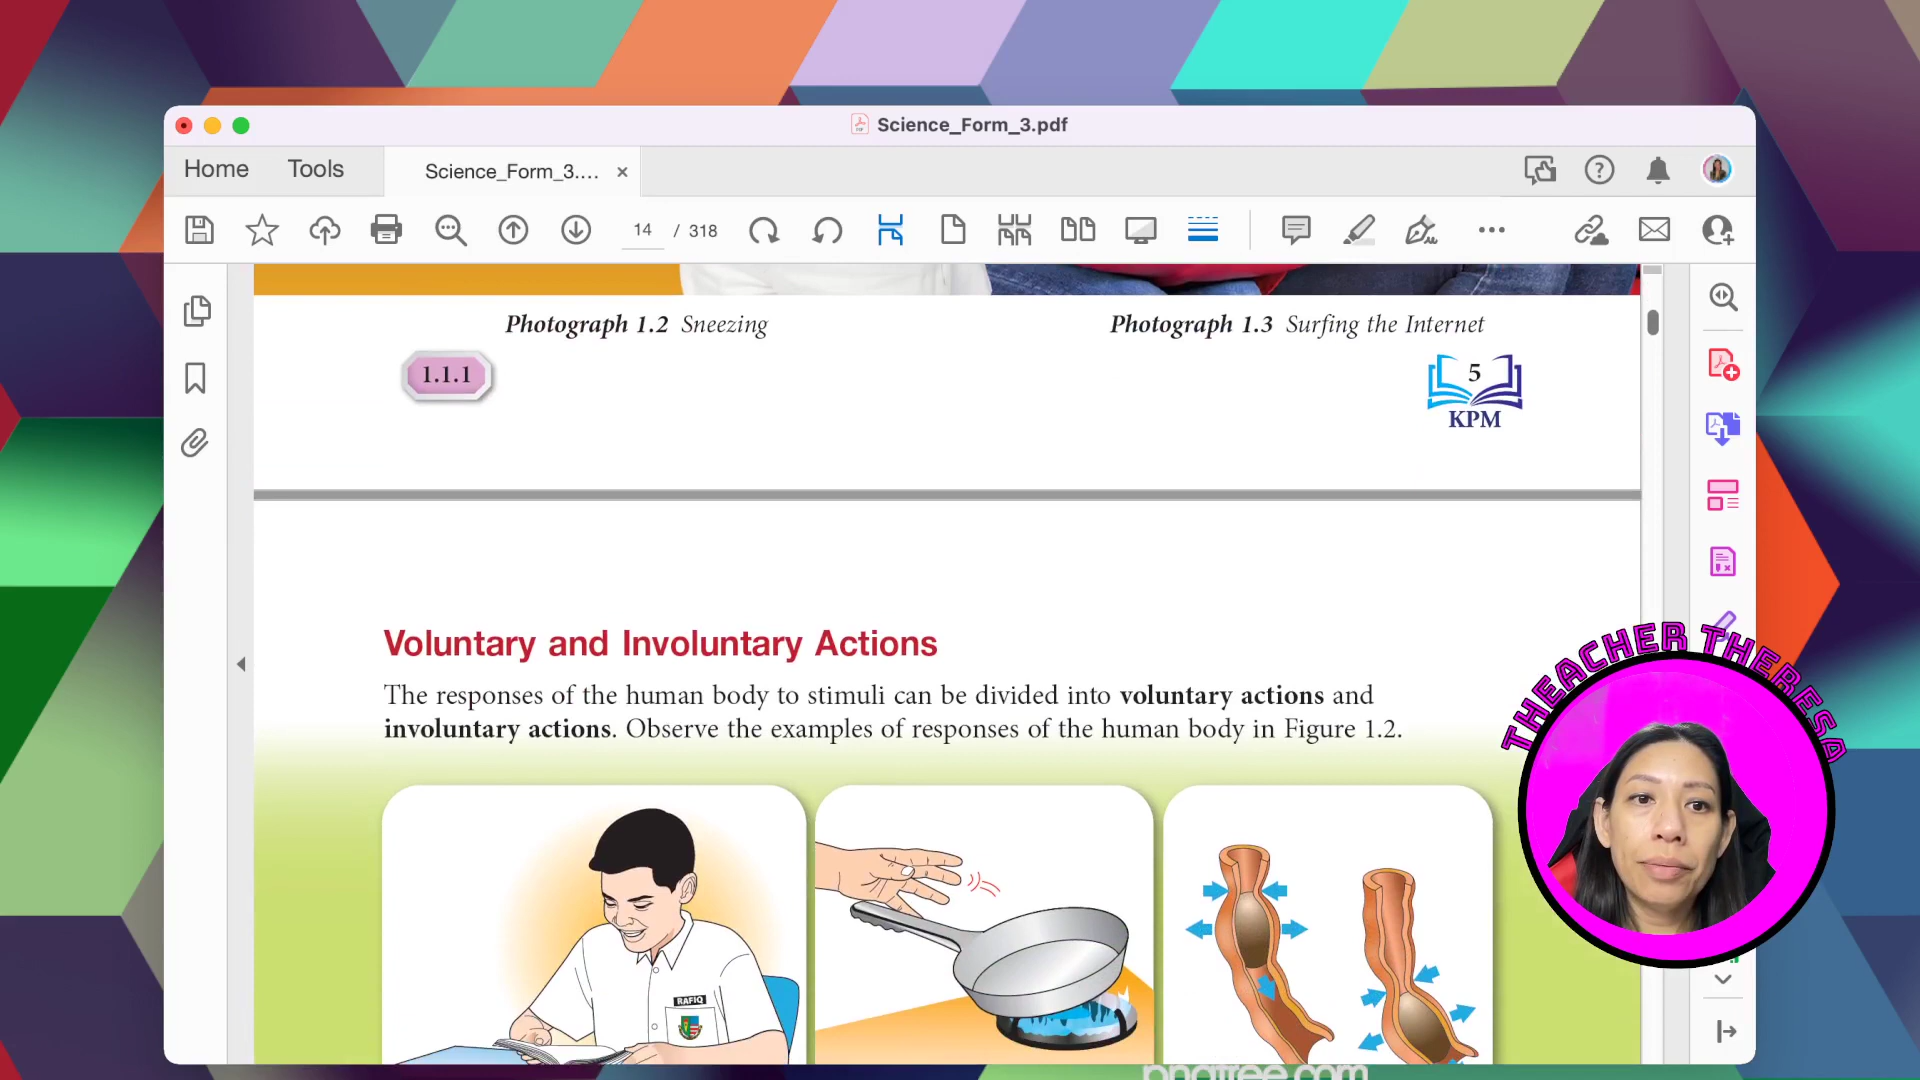 Science_Form_3.pdf
Home
Tools
Science_Form_3....
14 / 318
Photograph 1.2 Sneezing
Photograph 1.3 Surfing the Internet
1.1.1
5
KPM
Voluntary and Involuntary Actions
The responses of the human body to stimuli can be divided into voluntary actions and
involuntary actions. Observe the examples of responses of the human body in Figure 1.2.
RAFIQ
THEACHER THERESA
pngtree.com